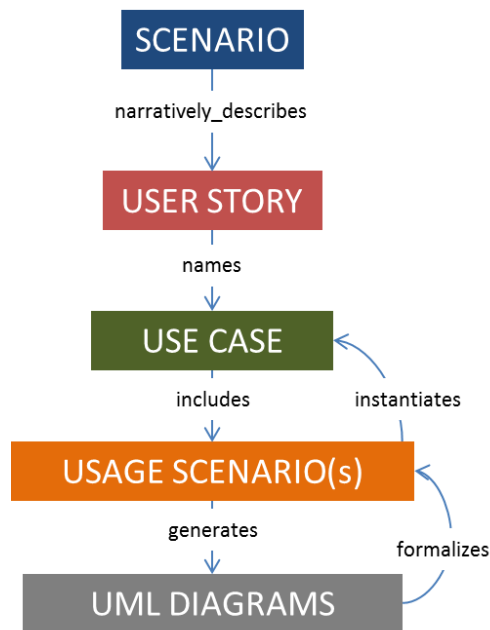 SCENARIO
narratively_describes
USER STORY
names
USE CASE
includes
instantiates
USAGE SCENARIO(s)
generates
formalizes
UML DIAGRAMS